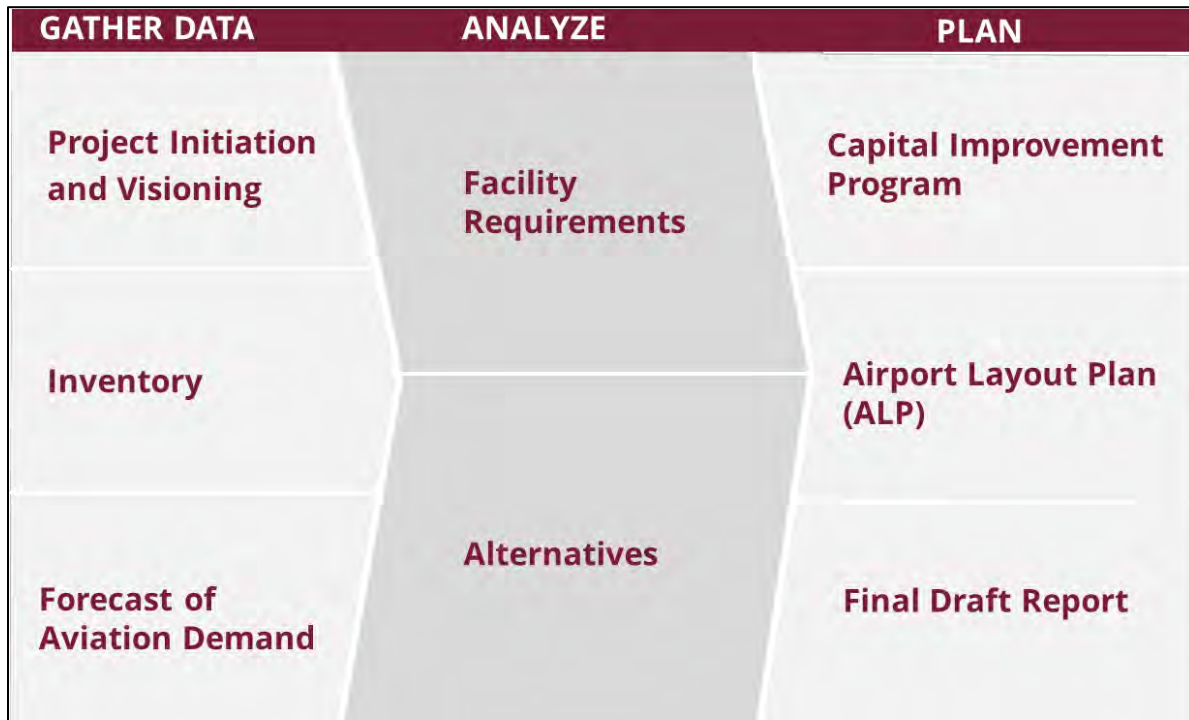 GATHER DATA
ANALYZE
PLAN
Project Initiation
and Visioning
Inventory
Forecast of
Aviation Demand
Facility
Requirements
Alternatives
Capital Improvement
Program
Airport Layout Plan
(ALP)
Final Draft Report